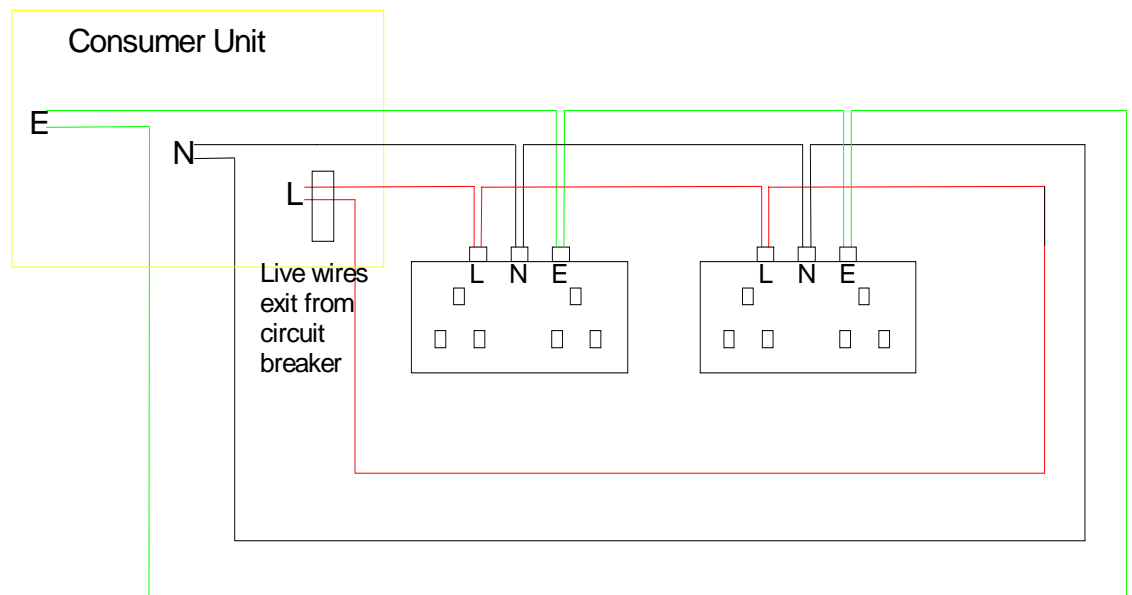 Consumer Unit
E
N
L
Live wires
exit from
circuit
breaker
L N E
L N E